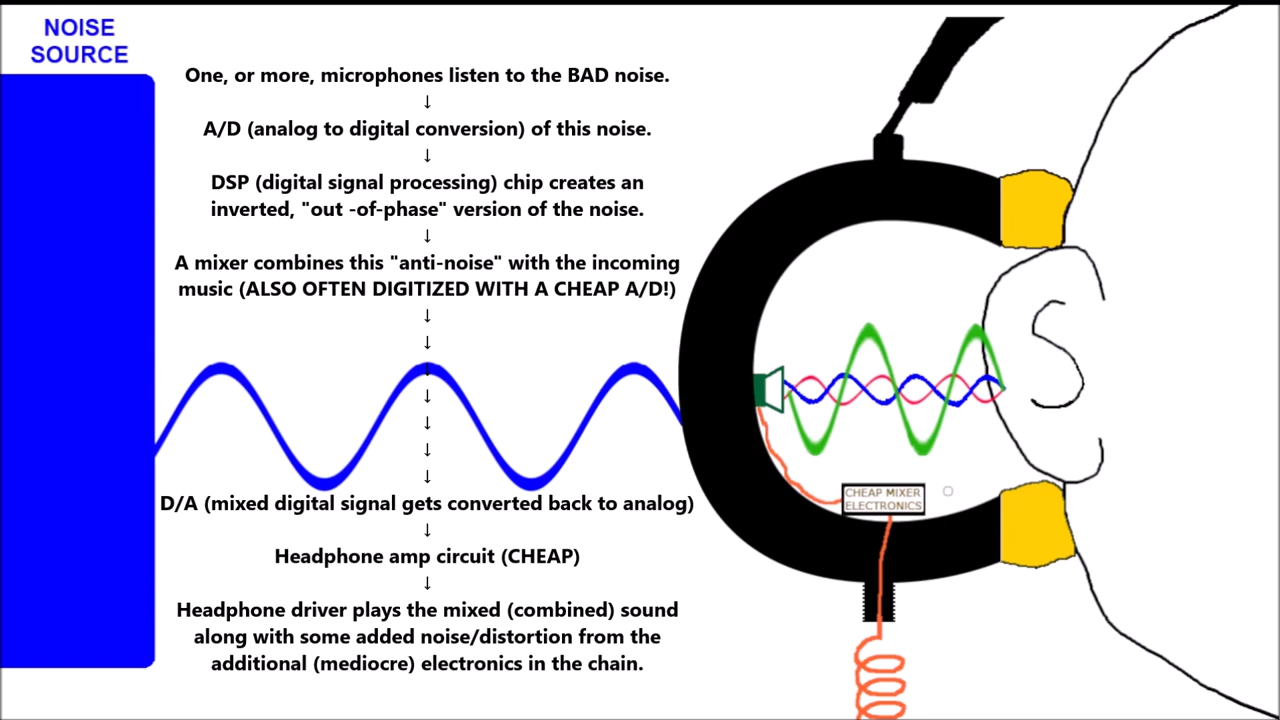 NOISE
SOURCE
One, or more, microphones listen to the BAD noise.
↓
A/D (analog to digital conversion) of this noise.
↓
DSP (digital signal processing) chip creates an
inverted, "out -of-phase" version of the noise.
↓
A mixer combines this "anti-noise" with the incoming
music (ALSO OFTEN DIGITIZED WITH A CHEAP A/D!)
↓
↓
↓
↓
↓
↓
D/A (mixed digital signal gets converted back to analog)
↓
Headphone amp circuit (CHEAP)
↓
Headphone driver plays the mixed (combined) sound
along with some added noise/distortion from the
additional (mediocre) electronics in the chain.
CHEAP MIXER
ELECTRONICS